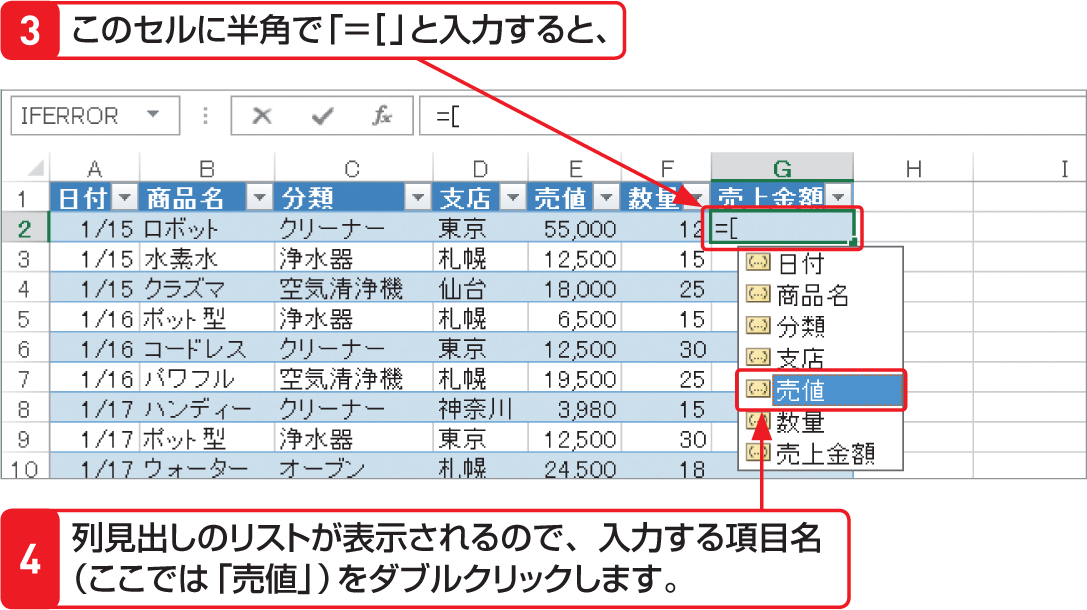 3 このセルに半角で「=[」と入力すると、
IFERROR fx =[
A B C D E F G H I
1 日付 商品名 分類 支店 売値 数量 売上金額
2 1/15 ロボット クリーナー 東京 55,000 12 =[
3 1/15 水素水 浄水器 札幌 12,500 15
4 1/15 クラズマ 空気清浄機 仙台 18,000 25
5 1/16 ポット型 浄水器 札幌 6,500 15
6 1/16 コードレス クリーナー 東京 12,500 30
7 1/16 パワフル 空気清浄機 札幌 19,500 25
8 1/17 ハンディー クリーナー 神奈川 3,980 15
9 1/17 ポット型 浄水器 東京 12,500 30
10 1/17 ウォーター オーブン 札幌 24,500 18
(...) 日付
(...) 商品名
(...) 分類
(...) 支店
(...) 売値
(...) 数量
(...) 売上金額
4 列見出しのリストが表示されるので、入力する項目名
（ここでは「売値」）をダブルクリックします。